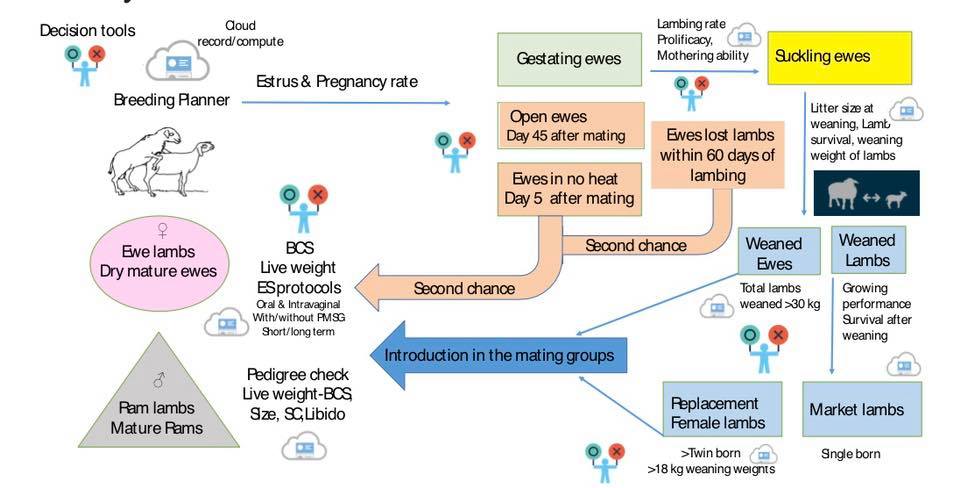 Decision tools
Cloud
record/compute
Breeding Planner
Estrus & Pregnancy rate
Gestating ewes
Lambing rate
Prolificacy,
Mothering ability
Suckling ewes
Open ewes
Day 45 after mating
Ewes lost lambs
within 60 days of
lambing
Litter size at
weaning, Lamb
survival, weaning
weight of lambs
Ewes in no heat
Day 5 after mating
♀
Ewe lambs
Dry mature ewes
BCS
Live weight
ES protocols
Oral & Intravaginal
With/without PMSG
Short/long term
Second chance
Second chance
Weaned
Ewes
Weaned
Lambs
Total lambs
weaned >30 kg
Growing
performance
Survival after
weaning
Introduction in the mating groups
♂
Ram lambs
Mature Rams
Pedigree check
Live weight-BCS,
Size, SC, Libido
Replacement
Female lambs
Market lambs
>Twin born
>18 kg weaning weights
Single born